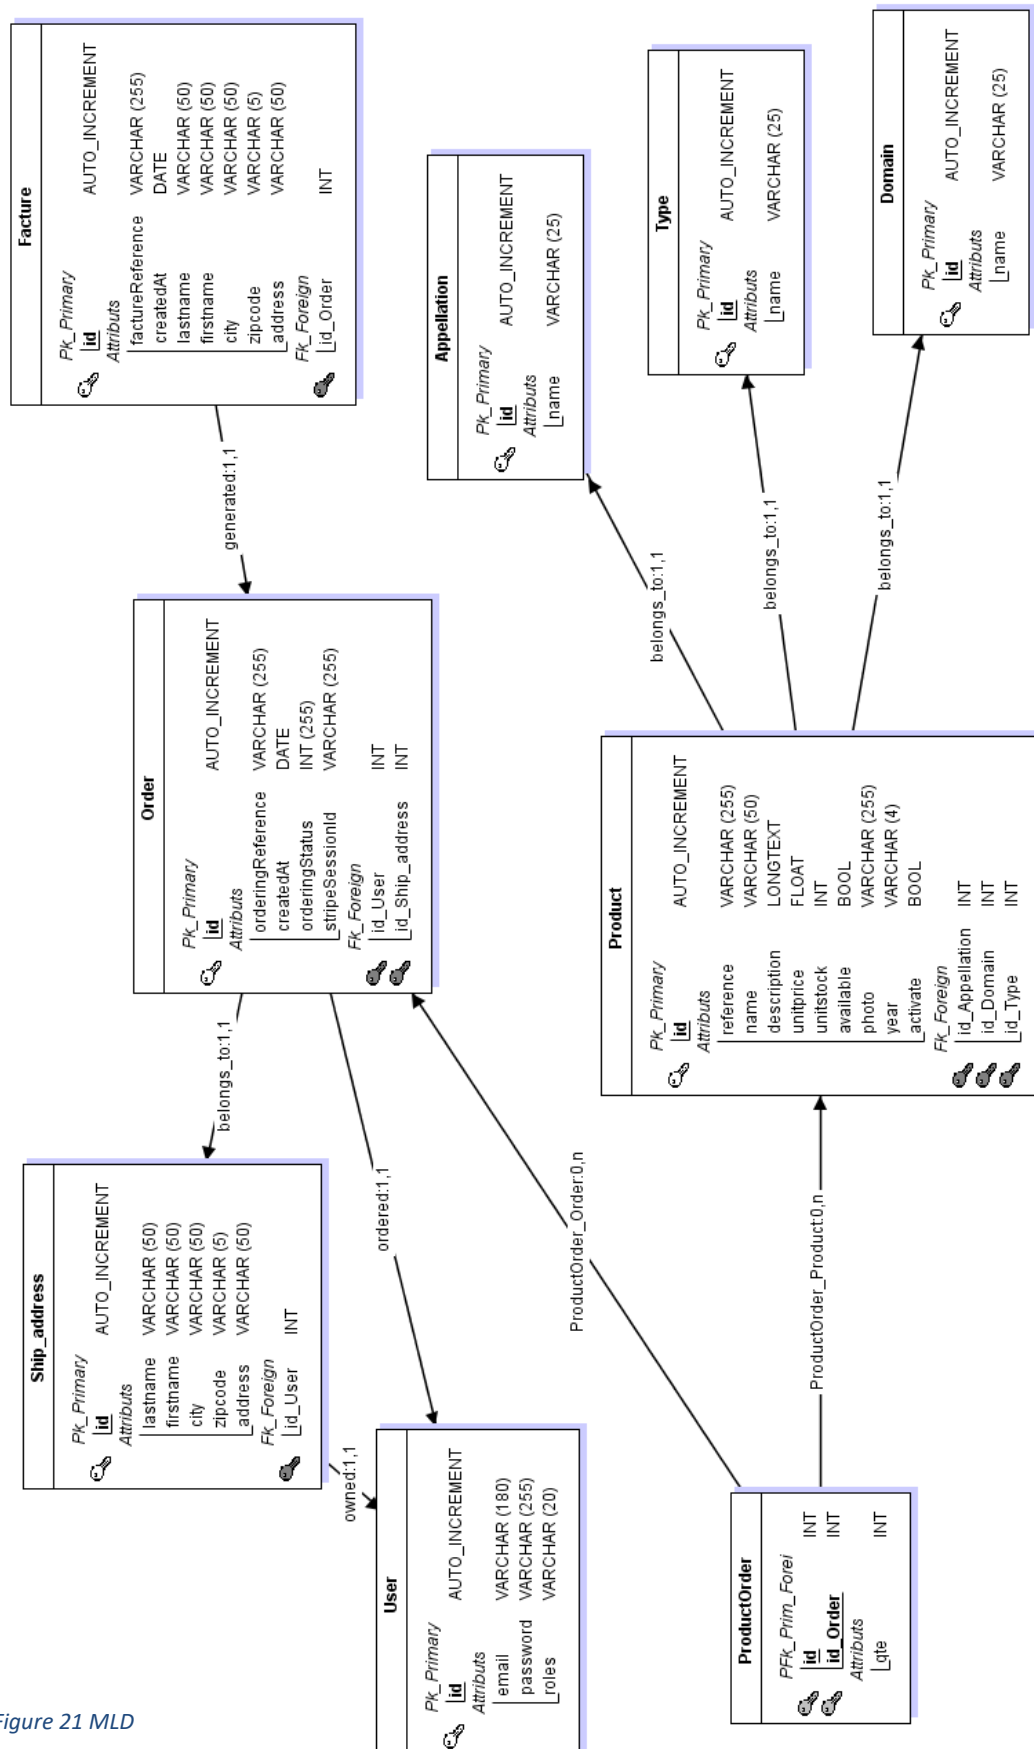 Facture
Pk_Primary
id AUTO_INCREMENT
Attributs
factureReference VARCHAR (255)
createdAt DATE
lastname VARCHAR (50)
firstname VARCHAR (50)
city VARCHAR (50)
zipcode VARCHAR (5)
address VARCHAR (50)
Fk_Foreign
id_Order INT
generated:1,1
Order
Pk_Primary
id AUTO_INCREMENT
Attributs
orderingReference VARCHAR (255)
createdAt DATE
orderingStatus INT (255)
stripeSessionId VARCHAR (255)
Fk_Foreign
id_User INT
id_Ship_address INT
belongs_to:1,1
Ship_address
Pk_Primary
id AUTO_INCREMENT
Attributs
lastname VARCHAR (50)
firstname VARCHAR (50)
city VARCHAR (50)
zipcode VARCHAR (5)
address VARCHAR (50)
Fk_Foreign
id_User INT
owned:1,1
ordered:1,1
User
Pk_Primary
id AUTO_INCREMENT
Attributs
email VARCHAR (180)
password VARCHAR (255)
roles VARCHAR (20)
Appellation
Pk_Primary
id AUTO_INCREMENT
Attributs
name VARCHAR (25)
belongs_to:1,1
Type
Pk_Primary
id AUTO_INCREMENT
Attributs
name VARCHAR (25)
belongs_to:1,1
Domain
Pk_Primary
id AUTO_INCREMENT
Attributs
name VARCHAR (25)
belongs_to:1,1
Product
Pk_Primary
id AUTO_INCREMENT
Attributs
reference VARCHAR (255)
name VARCHAR (50)
description LONGTEXT
unitprice FLOAT
unitstock INT
available BOOL
photo VARCHAR (255)
year VARCHAR (4)
activate BOOL
Fk_Foreign
id_Appellation INT
id_Domain INT
id_Type INT
ProductOrder_Order:0,n
ProductOrder_Product:0,n
ProductOrder
PFk_Prim_Forei
id INT
id_Order INT
Attributs
qte INT
Figure 21 MLD